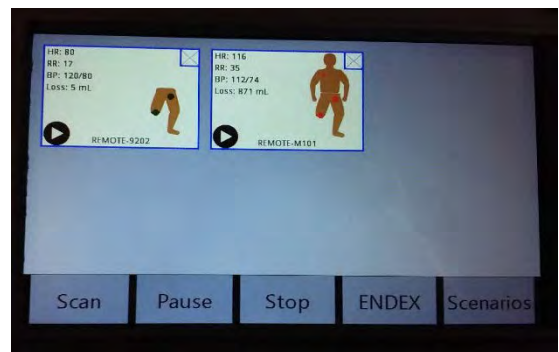 HR: 80
RR: 17
BP: 120/80
Loss: 5 mL
REMOTE-9202
HR: 116
RR: 35
BP: 112/74
Loss: 871 mL
REMOTE-M101
Scan Pause Stop ENDEX Scenarios